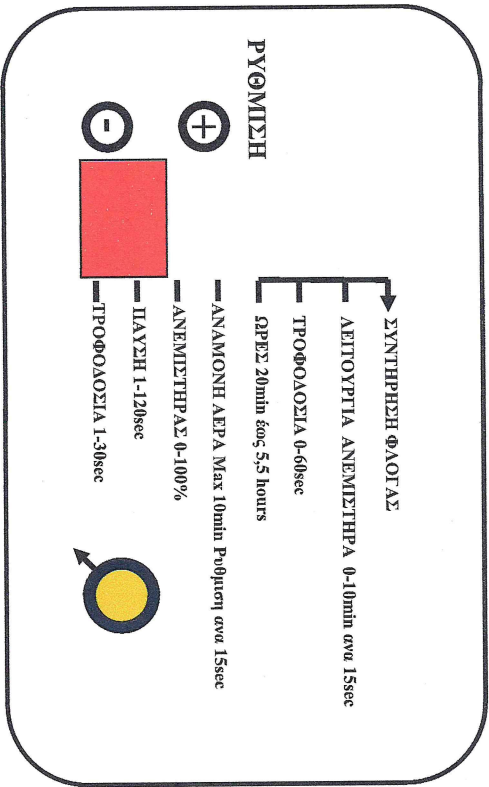 ΣΥΝΤΗΡΗΣΗ ΦΛΟΓΑΣ
ΛΕΙΤΟΥΡΓΙΑ ΑΝΕΜΙΣΤΗΡΑ 0-10min ανα 15sec
ΤΡΟΦΟΔΟΣΙΑ 0-60sec
ΩΡΕΣ 20min έως 5,5 hours
ΡΥΘΜΙΣΗ
ΑΝΑΜΟΝΗ ΑΕΡΑ Max 10min Ρυθμιση ανα 15sec
+
ΑΝΕΜΙΣΤΗΡΑΣ 0-100%
ΠΑΥΣΗ 1-120sec
-
ΤΡΟΦΟΔΟΣΙΑ 1-30sec